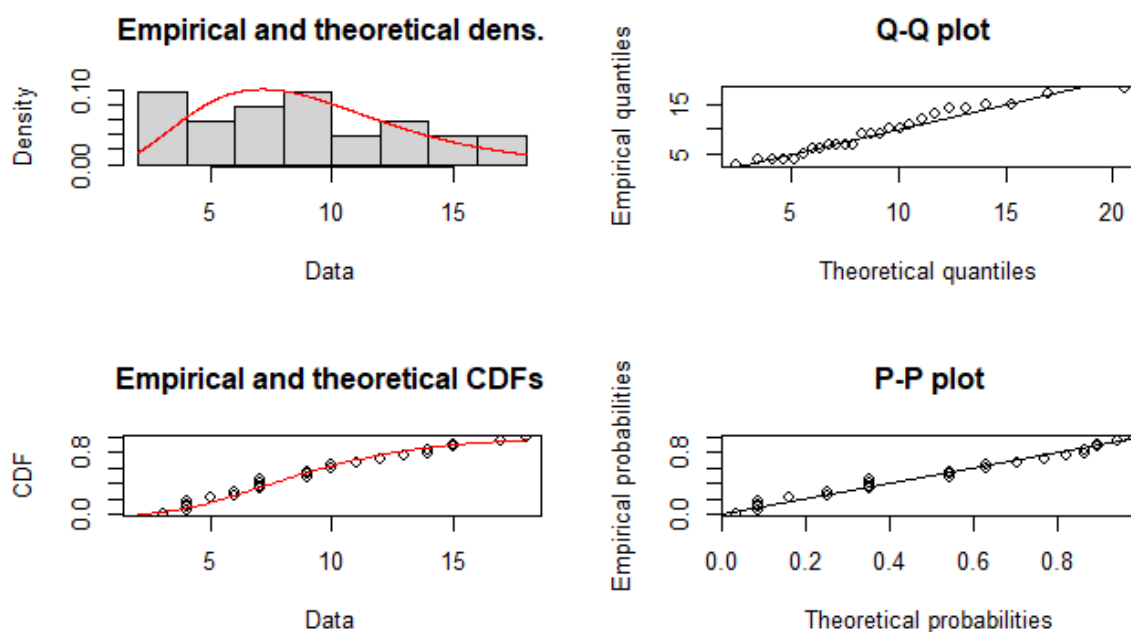 Empirical and theoretical dens.
Density
0.00
0.10
5
10
15
Data
Q-Q plot
Empirical quantiles
5
15
5
10
15
20
Theoretical quantiles
Empirical and theoretical CDFs
CDF
0.0
0.8
5
10
15
Data
P-P plot
Empirical probabilities
0.0
0.8
0.0
0.2
0.4
0.6
0.8
Theoretical probabilities